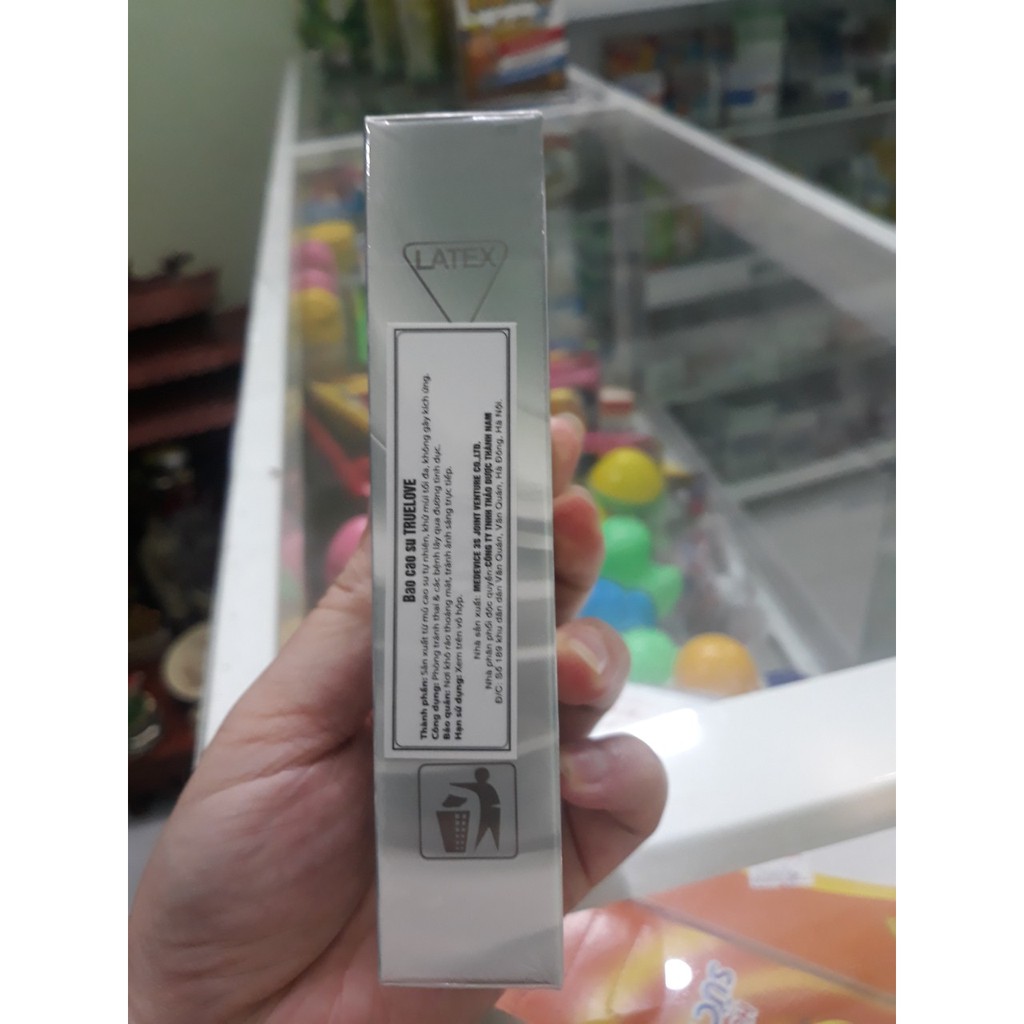 LATEX
Bao cao su TRUELOVE
Thành phần: Sản xuất từ mủ cao su tự nhiên, khử mùi tối đa, không gây kích ứng.
Công dụng: Phòng tránh thai & các bệnh lây qua đường tình dục.
Bảo quản: Nơi khô ráo thoáng mát, tránh ánh sáng trực tiếp.
Hạn sử dụng: Xem trên vỏ hộp.
Nhà sản xuất: MEDEVICE 3S JOINT VENTURE CO.,LTD.
Nhà phân phối độc quyền: CÔNG TY TNHH THẢO DƯỢC THÀNH NAM
Đ/C: Số 189 khu dân dân Văn Quán, Văn Quán, Hà Đông, Hà Nội.